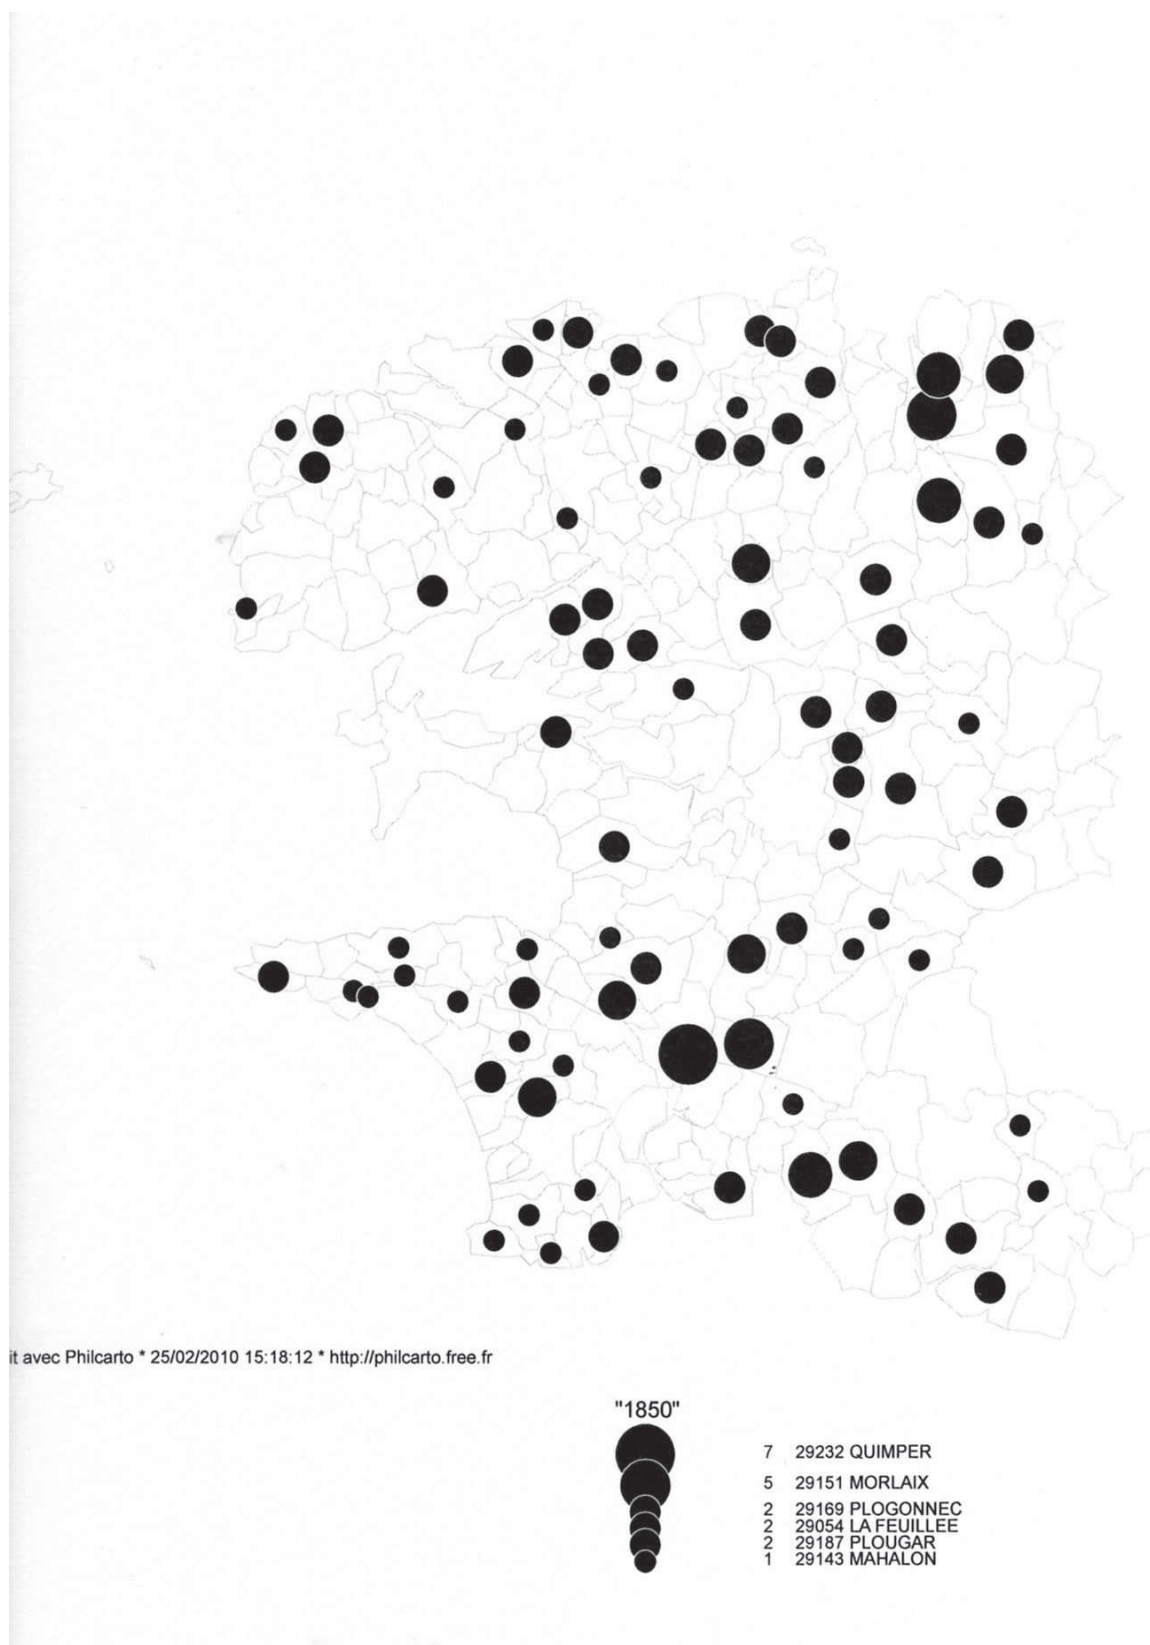 it avec Philcarto * 25/02/2010 15:18:12 * http://philcarto.free.fr
"1850"
7 29232 QUIMPER
5 29151 MORLAIX
2 29169 PLOGONNEC
2 29054 LA FEUILLEE
2 29187 PLOUGAR
1 29143 MAHALON